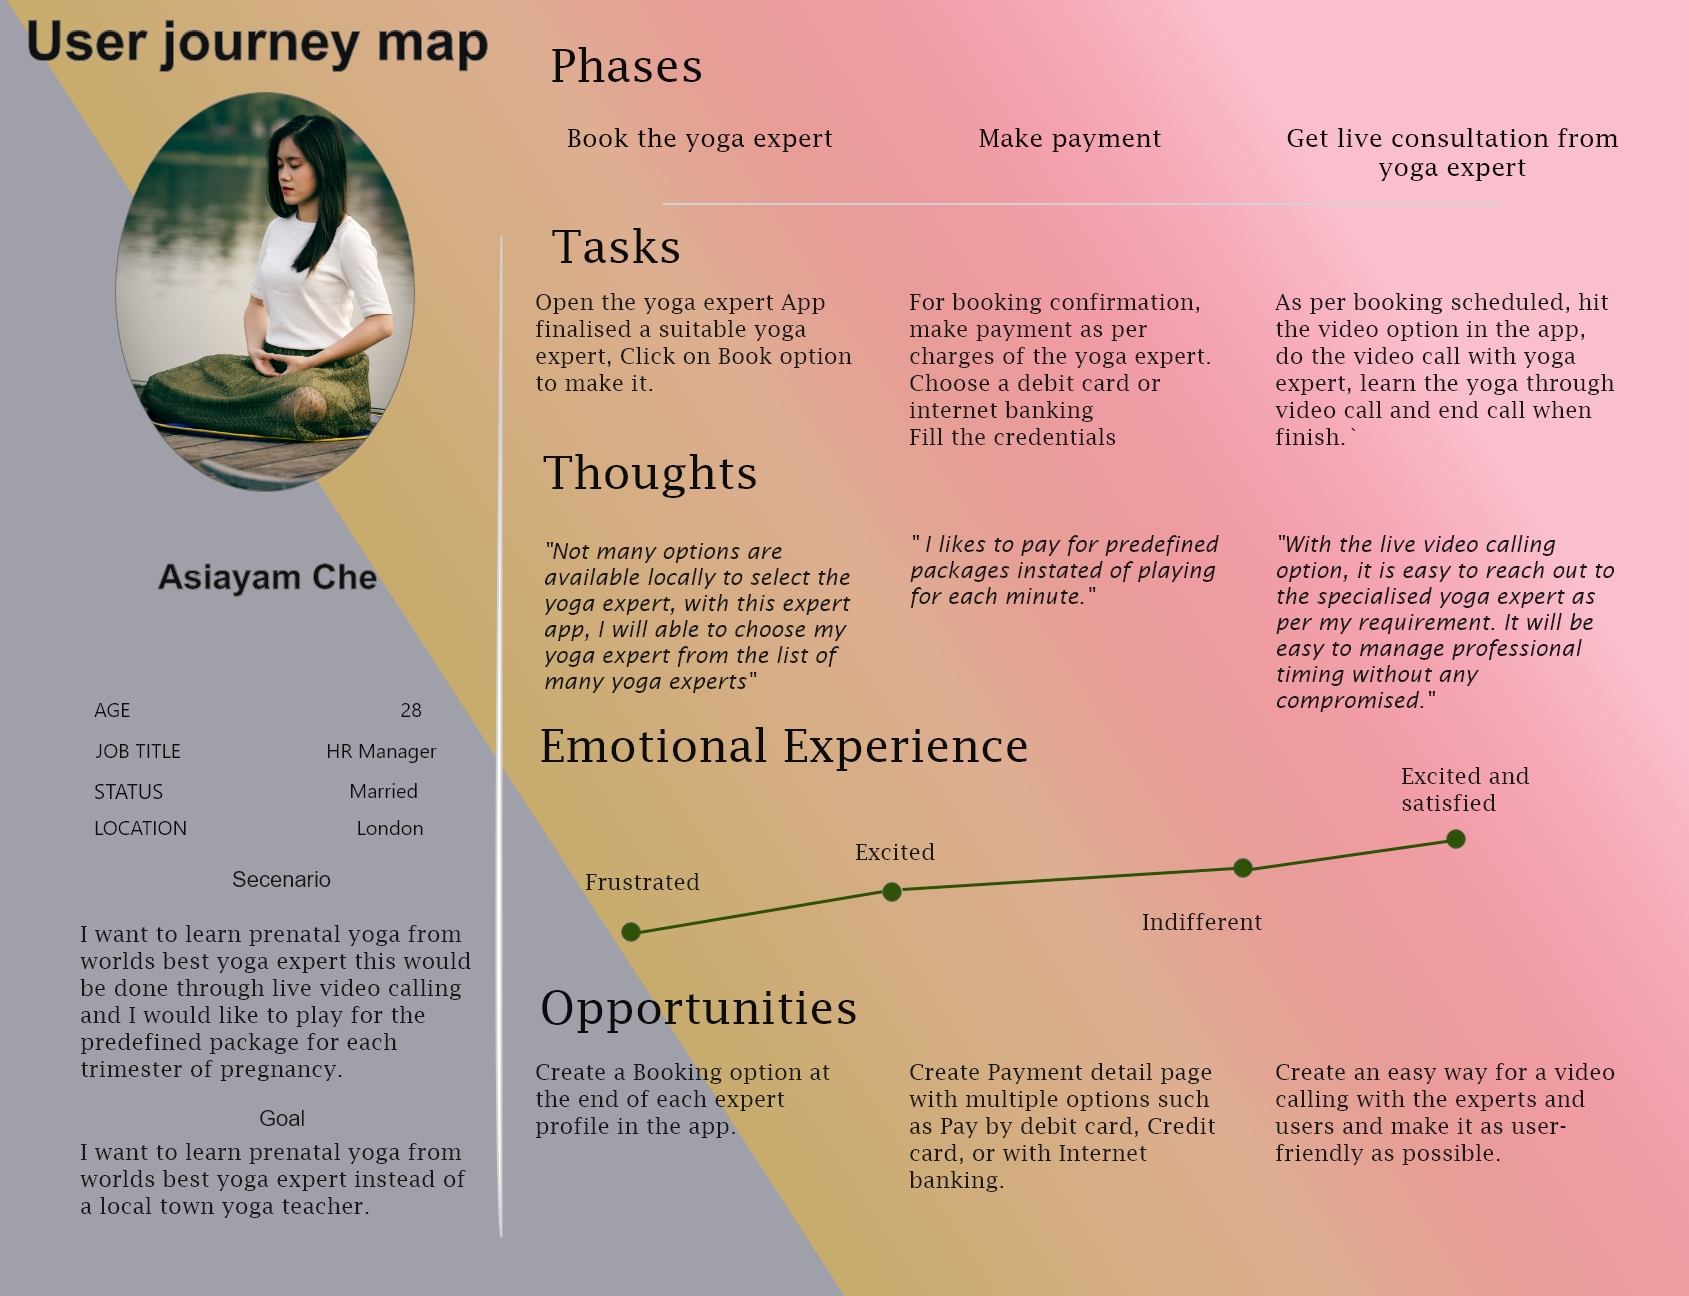 User journey map
Asiayam Che
AGE 28
JOB TITLE HR Manager
STATUS Married
LOCATION London
Secenario
I want to learn prenatal yoga from
worlds best yoga expert this would
be done through live video calling
and I would like to play for the
predefined package for each
trimester of pregnancy.
Goal
I want to learn prenatal yoga from
worlds best yoga expert instead of
a local town yoga teacher.
Phases
Book the yoga expert
Make payment
Get live consultation from
yoga expert
Tasks
Open the yoga expert App
finalised a suitable yoga
expert, Click on Book option
to make it.
For booking confirmation,
make payment as per
charges of the yoga expert.
Choose a debit card or
internet banking
Fill the credentials
As per booking scheduled, hit
the video option in the app,
do the video call with yoga
expert, learn the yoga through
video call and end call when
finish.`
Thoughts
"Not many options are
available locally to select the
yoga expert, with this expert
app, I will able to choose my
yoga expert from the list of
many yoga experts"
" I likes to pay for predefined
packages instated of playing
for each minute."
"With the live video calling
option, it is easy to reach out to
the specialised yoga expert as
per my requirement. It will be
easy to manage professional
timing without any
compromised."
Emotional Experience
Frustrated
Excited
Indifferent
Excited and
satisfied
Opportunities
Create a Booking option at
the end of each expert
profile in the app.
Create Payment detail page
with multiple options such
as Pay by debit card, Credit
card, or with Internet
banking.
Create an easy way for a video
calling with the experts and
users and make it as user-
friendly as possible.